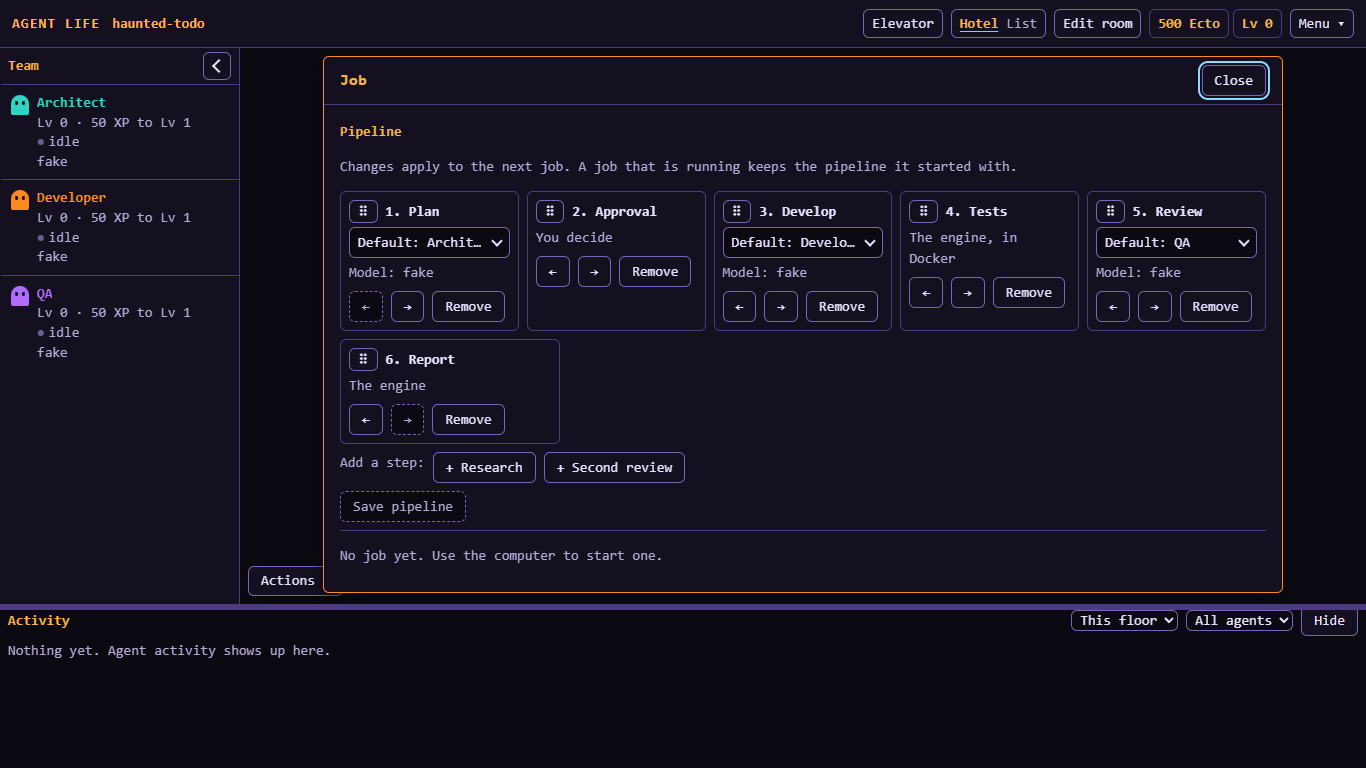 AGENT LIFE haunted-todo
Elevator Hotel List Edit room 500 Ecto Lv 0 Menu ▾
Team
Architect
Lv 0 · 50 XP to Lv 1
idle
fake
Developer
Lv 0 · 50 XP to Lv 1
idle
fake
QA
Lv 0 · 50 XP to Lv 1
idle
fake
Job
Close
Pipeline
Changes apply to the next job. A job that is running keeps the pipeline it started with.
1. Plan
Default: Archit…
Model: fake
← → Remove
2. Approval
You decide
← → Remove
3. Develop
Default: Develo…
Model: fake
← → Remove
4. Tests
The engine, in
Docker
← → Remove
5. Review
Default: QA
Model: fake
← → Remove
6. Report
The engine
← → Remove
Add a step: + Research + Second review
Save pipeline
No job yet. Use the computer to start one.
Actions
Activity
This floor All agents Hide
Nothing yet. Agent activity shows up here.